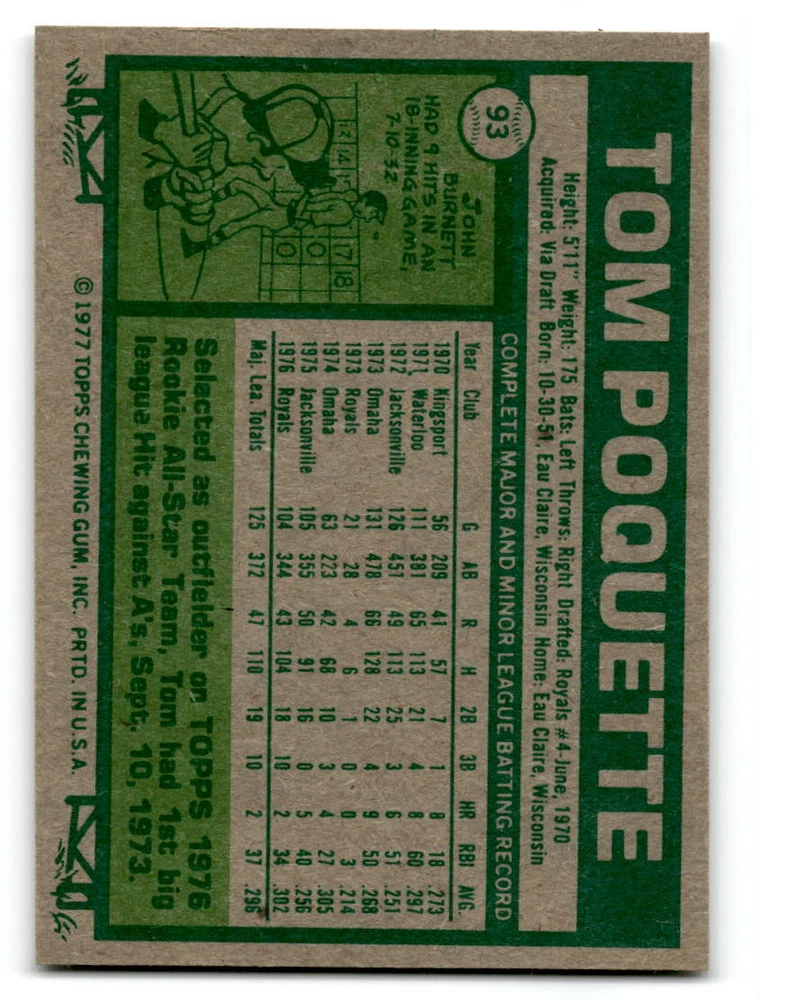 93
TOM POQUETTE
Height: 5'11" Weight: 175 Bats: Left Throws: Right Drafted: Royals #4-June, 1970
Acquired: Via Draft Born: 10-30-51, Eau Claire, Wisconsin Home: Eau Claire, Wisconsin
COMPLETE MAJOR AND MINOR LEAGUE BATTING RECORD
Year Club G AB R H 2B 3B HR RBI AVG.
1970 Kingsport 56 209 41 57 7 1 8 18 .273
1971 Waterloo 111 381 65 113 21 4 8 60 .297
1972 Jacksonville 126 451 49 113 25 3 6 51 .251
1973 Omaha 131 478 66 128 22 4 9 50 .268
1973 Royals 21 28 4 6 1 0 0 3 .214
1974 Omaha 63 223 42 68 10 3 4 27 .305
1975 Jacksonville 105 355 50 91 16 4 5 40 .256
1976 Royals 104 344 43 104 18 10 2 34 .302
Maj. Lea. Totals 125 372 47 110 19 10 2 37 .296
JOHN
BURNETT
HAD 9 HITS IN AN
18-INNING GAME,
7-10-32
17 18
0 0
Selected as outfielder on TOPPS 1976
Rookie All-Star Team, Tom had 1st big
league Hit against A's, Sept. 10, 1973.
© 1977 TOPPS CHEWING GUM, INC. PRTD. IN U.S.A.